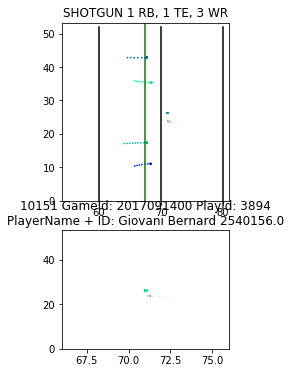 SHOTGUN 1 RB, 1 TE, 3 WR
50
40
30
20
10
0
60 70 80
10151 GameId: 2017091400 PlayId: 3894
PlayerName + ID: Giovani Bernard 2540156.0
40
20
0
67.5 70.0 72.5 75.0